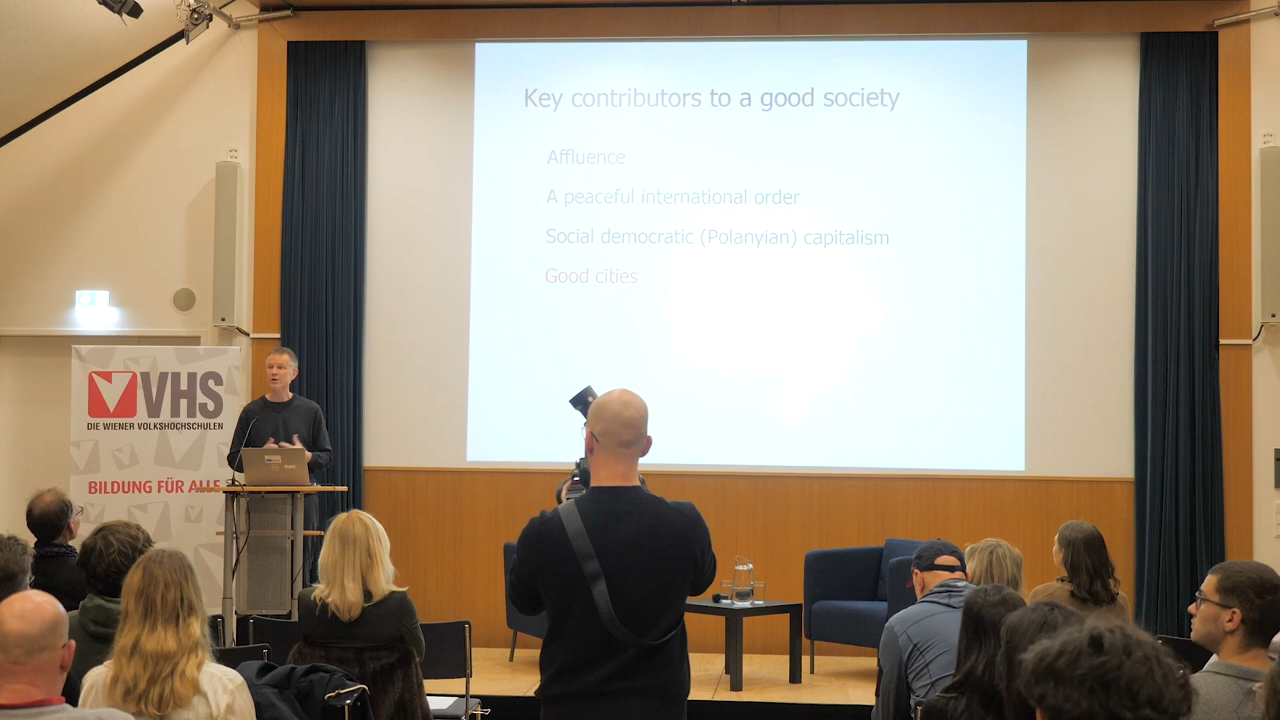 Key contributors to a good society
Affluence
A peaceful international order
Social democratic (Polanyian) capitalism
Good cities
VHS
DIE WIENER VOLKSHOCHSCHULEN
BILDUNG FÜR ALLE